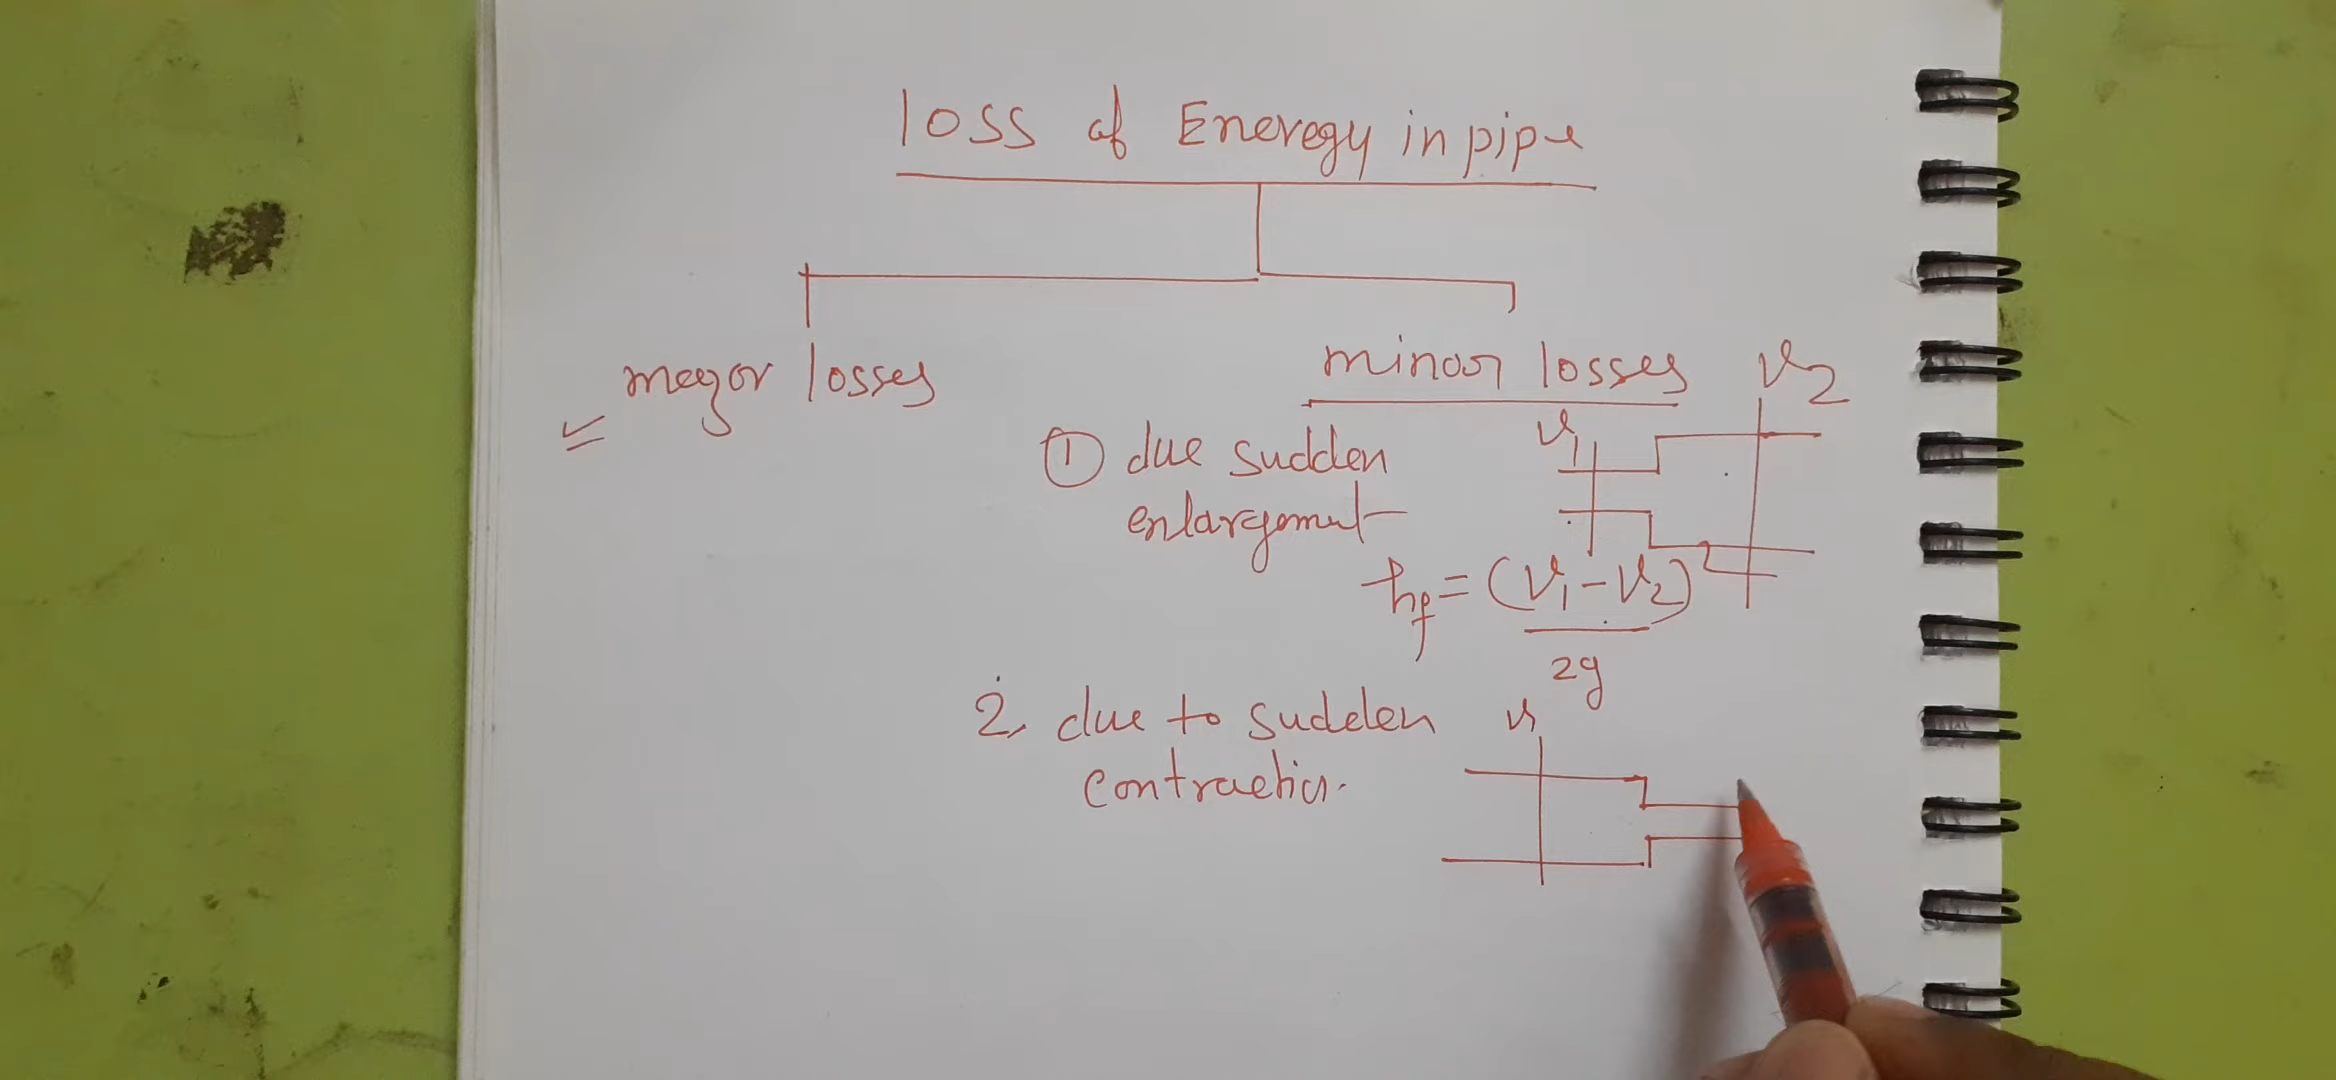 loss of Eneregy in pipe
mejor losses
minor losses
V2
① due sudden
enlargement
V1
hf = (V1-V2)2
2g
2, due to sudden
contraction.
V1